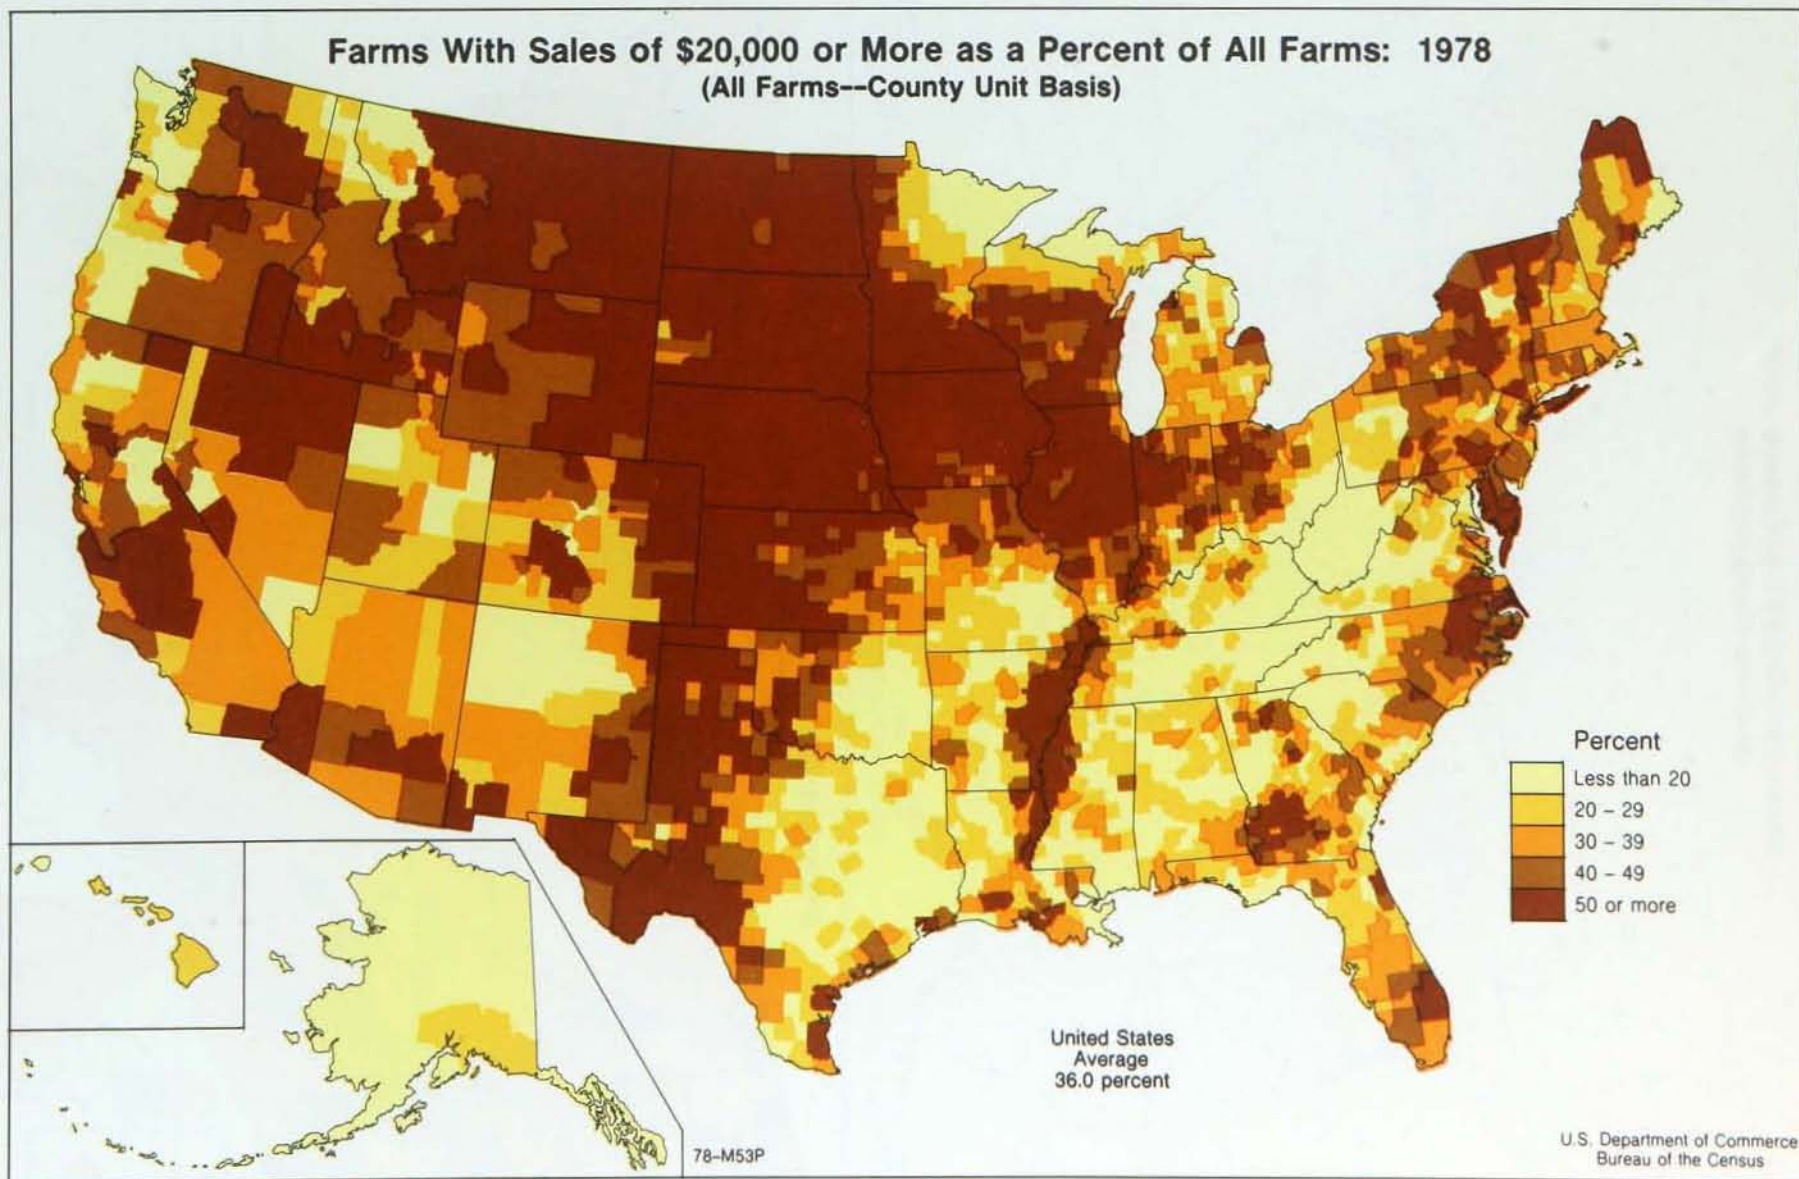 Farms With Sales of $20,000 or More as a Percent of All Farms: 1978
(All Farms--County Unit Basis)
Percent
Less than 20
20 – 29
30 – 39
40 – 49
50 or more
United States
Average
36.0 percent
78–M53P
U.S. Department of Commerce
Bureau of the Census